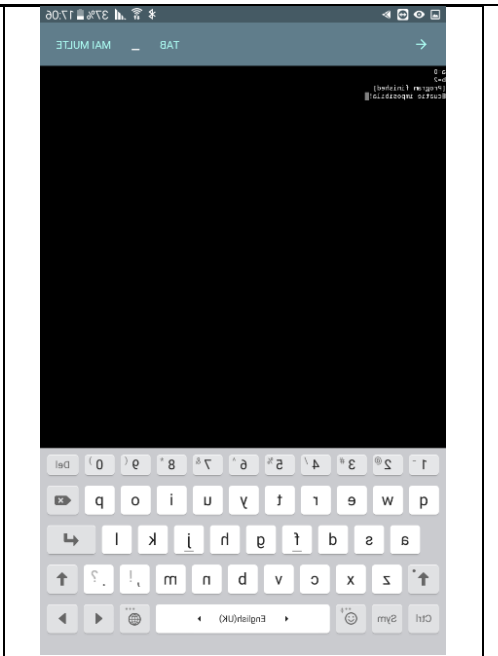 37% 17:06
TAB _ MAI MULTE
b=2
[Program finished]
Ecuatie imposibila!
1 ~ 2 @ 3 # 4 / 5 % 6 ^ 7 & 8 * 9 ( 0 ) Del
q w e r t y u i o p
a s d f g h j k l
z x c v b n m ,! .?
Ctrl Sym English(UK)